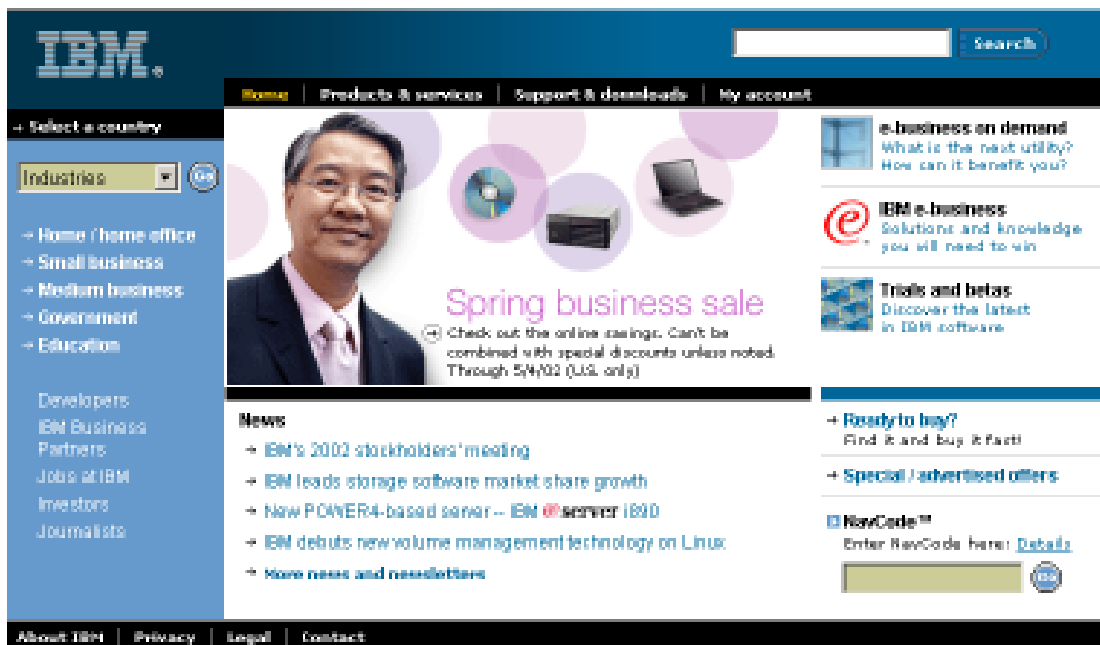 IBM.
Search
Home | Products & services | Support & downloads | My account
→ Select a country
Industries
Go
→ Home / home office
→ Small business
→ Medium business
→ Government
→ Education
Developers
IBM Business
Partners
Jobs at IBM
Investors
Journalists
Spring business sale
Check out the online savings. Can't be
combined with special discounts unless noted.
Through 5/4/02 (U.S. only)
e-business on demand
What is the next utility?
How can it benefit you?
IBM e-business
Solutions and knowledge
you will need to win
Trials and betas
Discover the latest
in IBM software
News
→ IBM's 2002 stockholders' meeting
→ IBM leads storage software market share growth
→ New POWER4-based server -- IBM @server i890
→ IBM debuts new volume management technology on Linux
→ More news and newsletters
→ Ready to buy?
Find it and buy it fast!
→ Special / advertised offers
NavCode™
Enter NavCode here: Details
Go
About IBM | Privacy | Legal | Contact